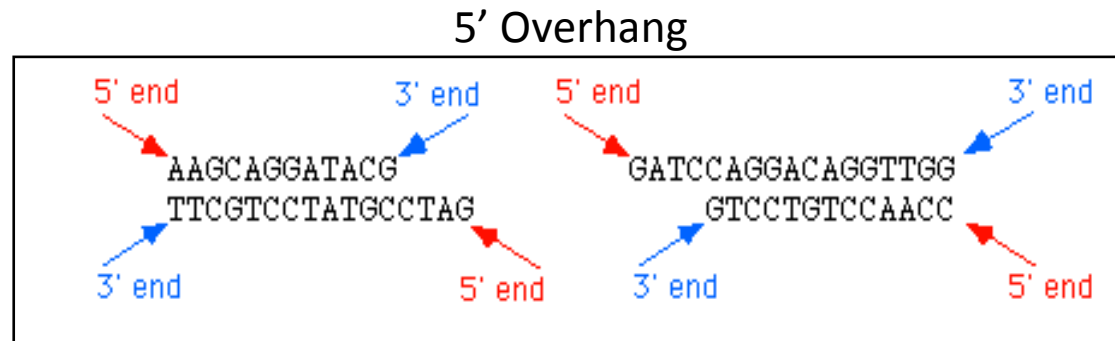 5’ Overhang
5' end 3' end 5' end 3' end
AAGCAGGATACG GATCCAGGACAGGTTGG
TTCGTCCTATGCCTAG GTCCTGTCCAACC
3' end 5' end 3' end 5' end